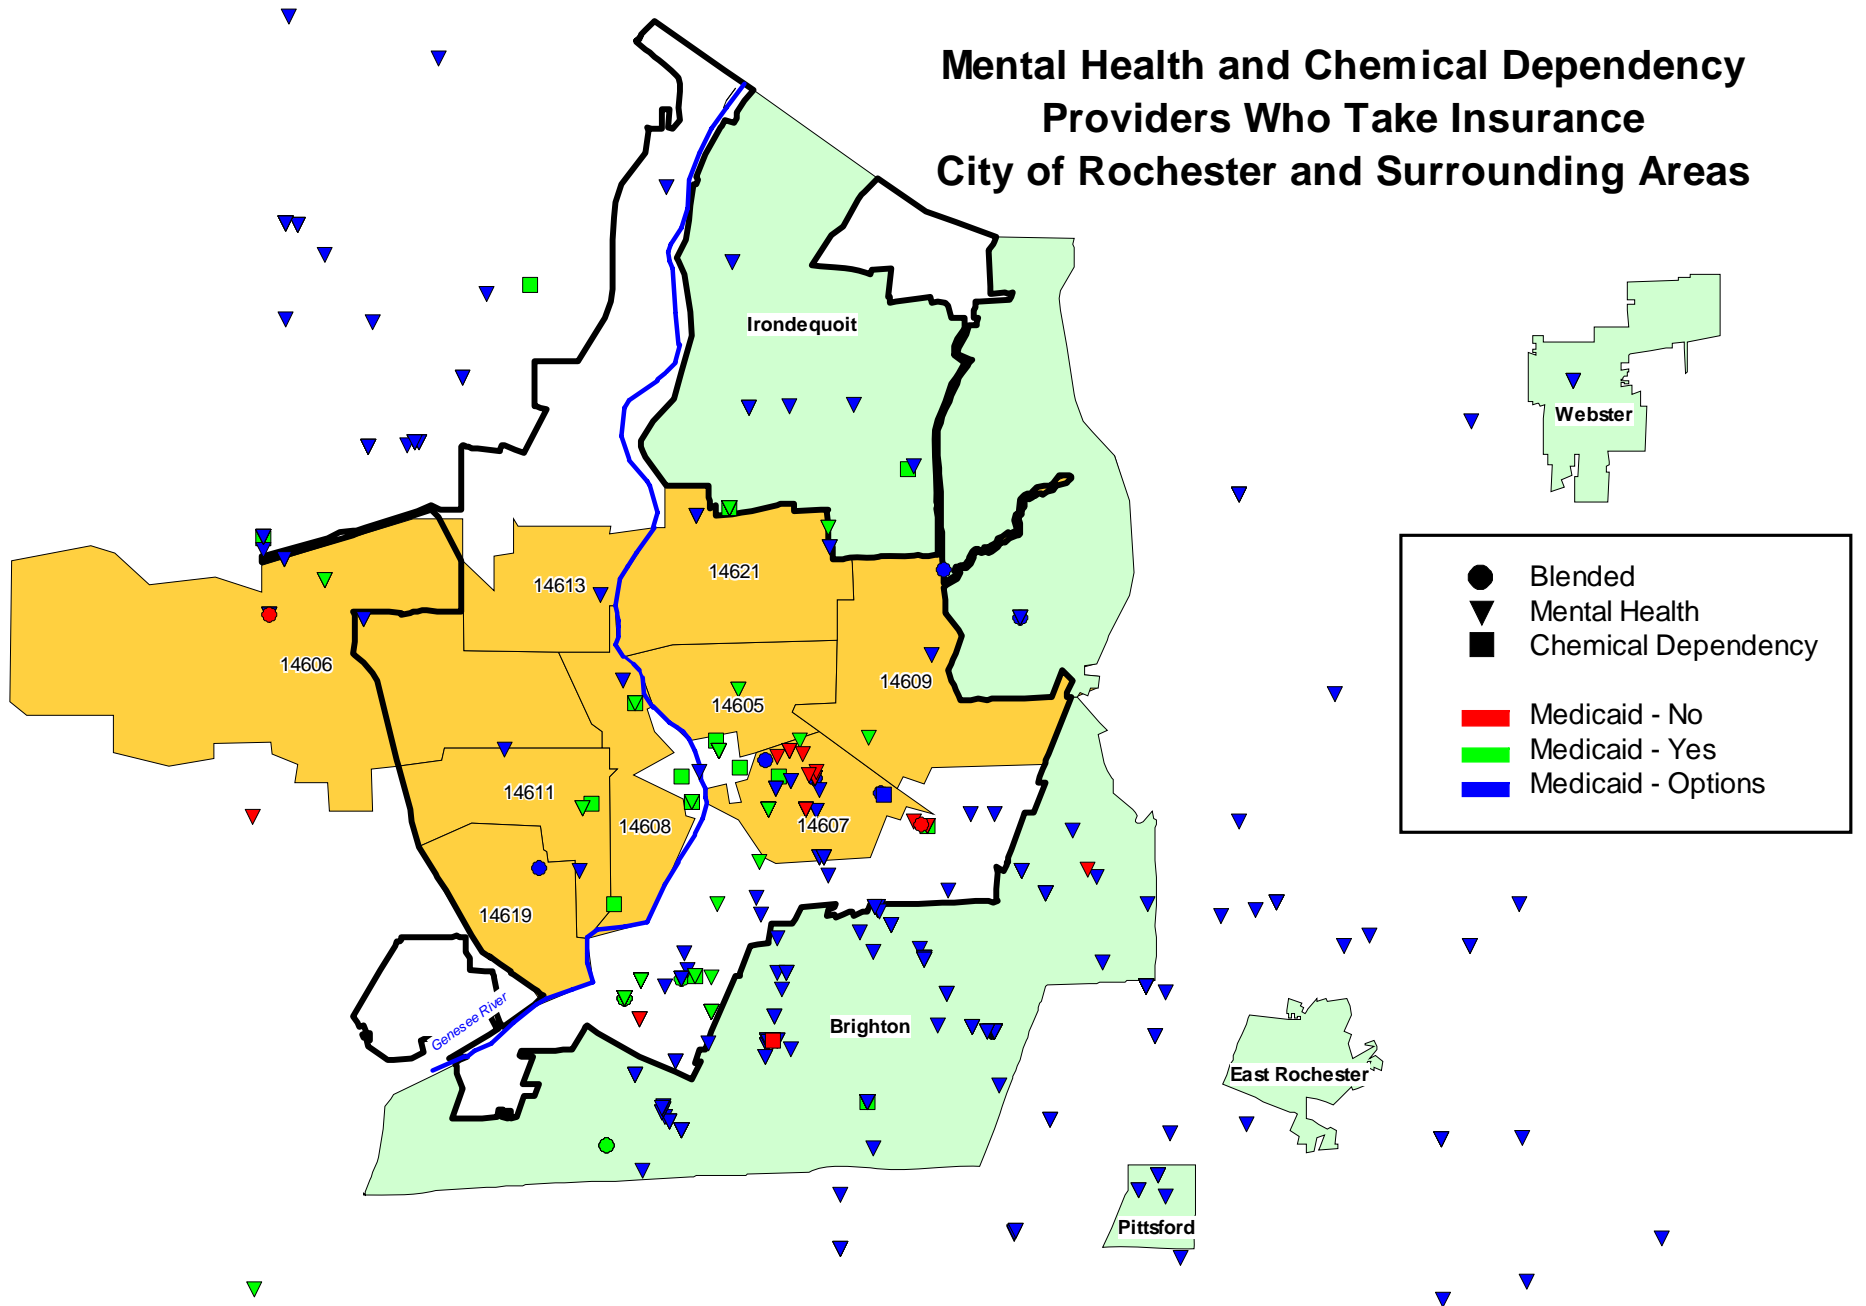 Mental Health and Chemical Dependency
Providers Who Take Insurance
City of Rochester and Surrounding Areas
Irondequoit
Webster
Blended
Mental Health
Chemical Dependency
Medicaid - No
Medicaid - Yes
Medicaid - Options
14613
14621
14606
14609
14605
14611
14608
14607
14619
Genesee River
Brighton
East Rochester
Pittsford